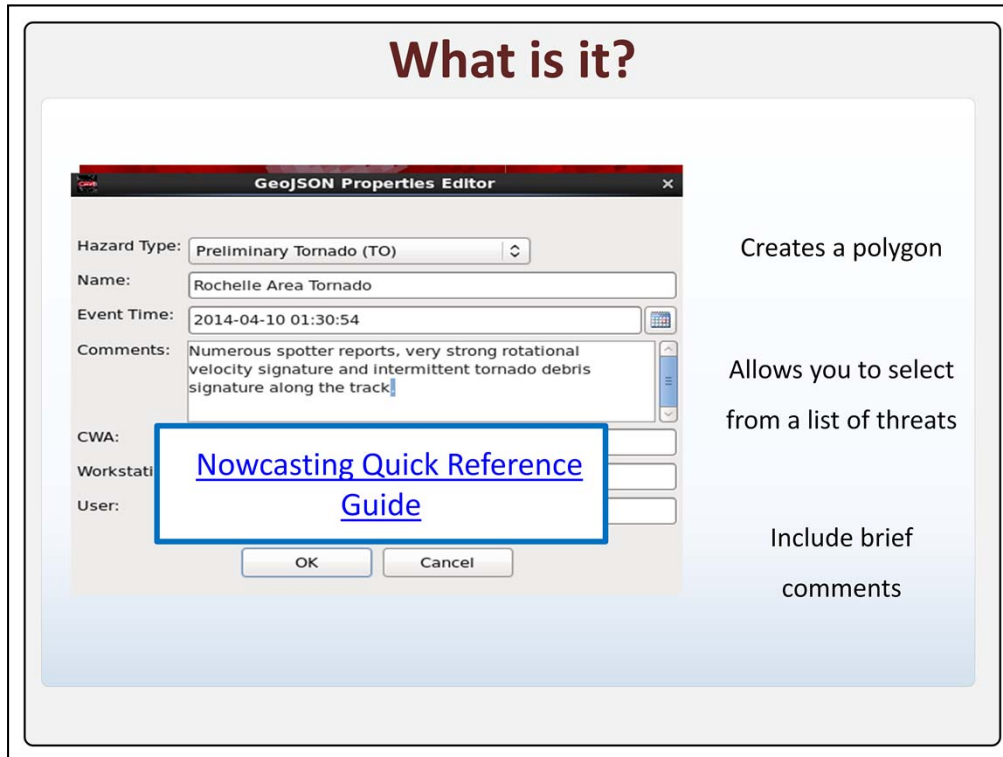 What is it?
GeoJSON Properties Editor
Hazard Type: Preliminary Tornado (TO)
Name: Rochelle Area Tornado
Event Time: 2014-04-10 01:30:54
Comments: Numerous spotter reports, very strong rotational
velocity signature and intermittent tornado debris
signature along the track.
CWA:
Workstati
User:
Nowcasting Quick Reference
Guide
OK Cancel
Creates a polygon
Allows you to select
from a list of threats
Include brief
comments